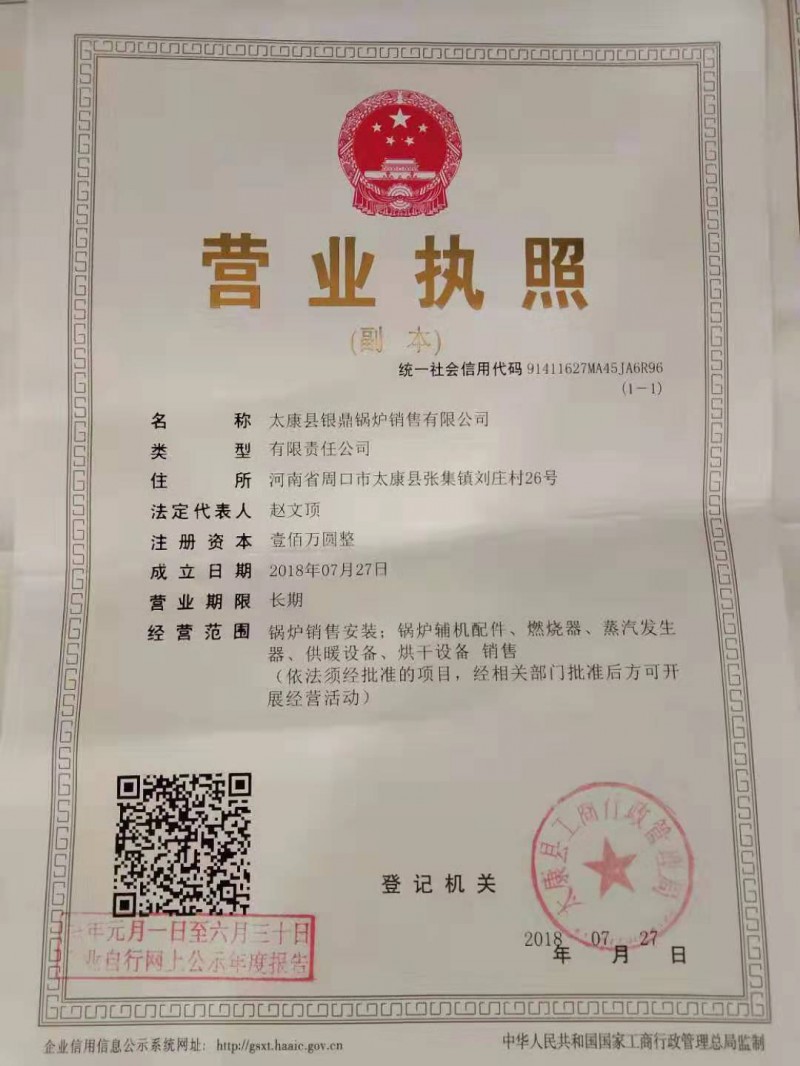 营业执照
(副 本)
统一社会信用代码 91411627MA45JA6R96
(1-1)
名 称 太康县银鼎锅炉销售有限公司
类 型 有限责任公司
住 所 河南省周口市太康县张集镇刘庄村26号
法定代表人 赵文顶
注册资本 壹佰万圆整
成立日期 2018年07月27日
营业期限 长期
经营范围 锅炉销售安装；锅炉辅机配件、燃烧器、蒸汽发生
器、供暖设备、烘干设备 销售
（依法须经批准的项目，经相关部门批准后方可开
展经营活动）
登记机关
太康县工商行政管理局
2018 年 07 月 27 日
年元月一日至六月三十日
业自行网上公示年度报告
企业信用信息公示系统网址：http://gsxt.haaic.gov.cn
中华人民共和国国家工商行政管理总局监制